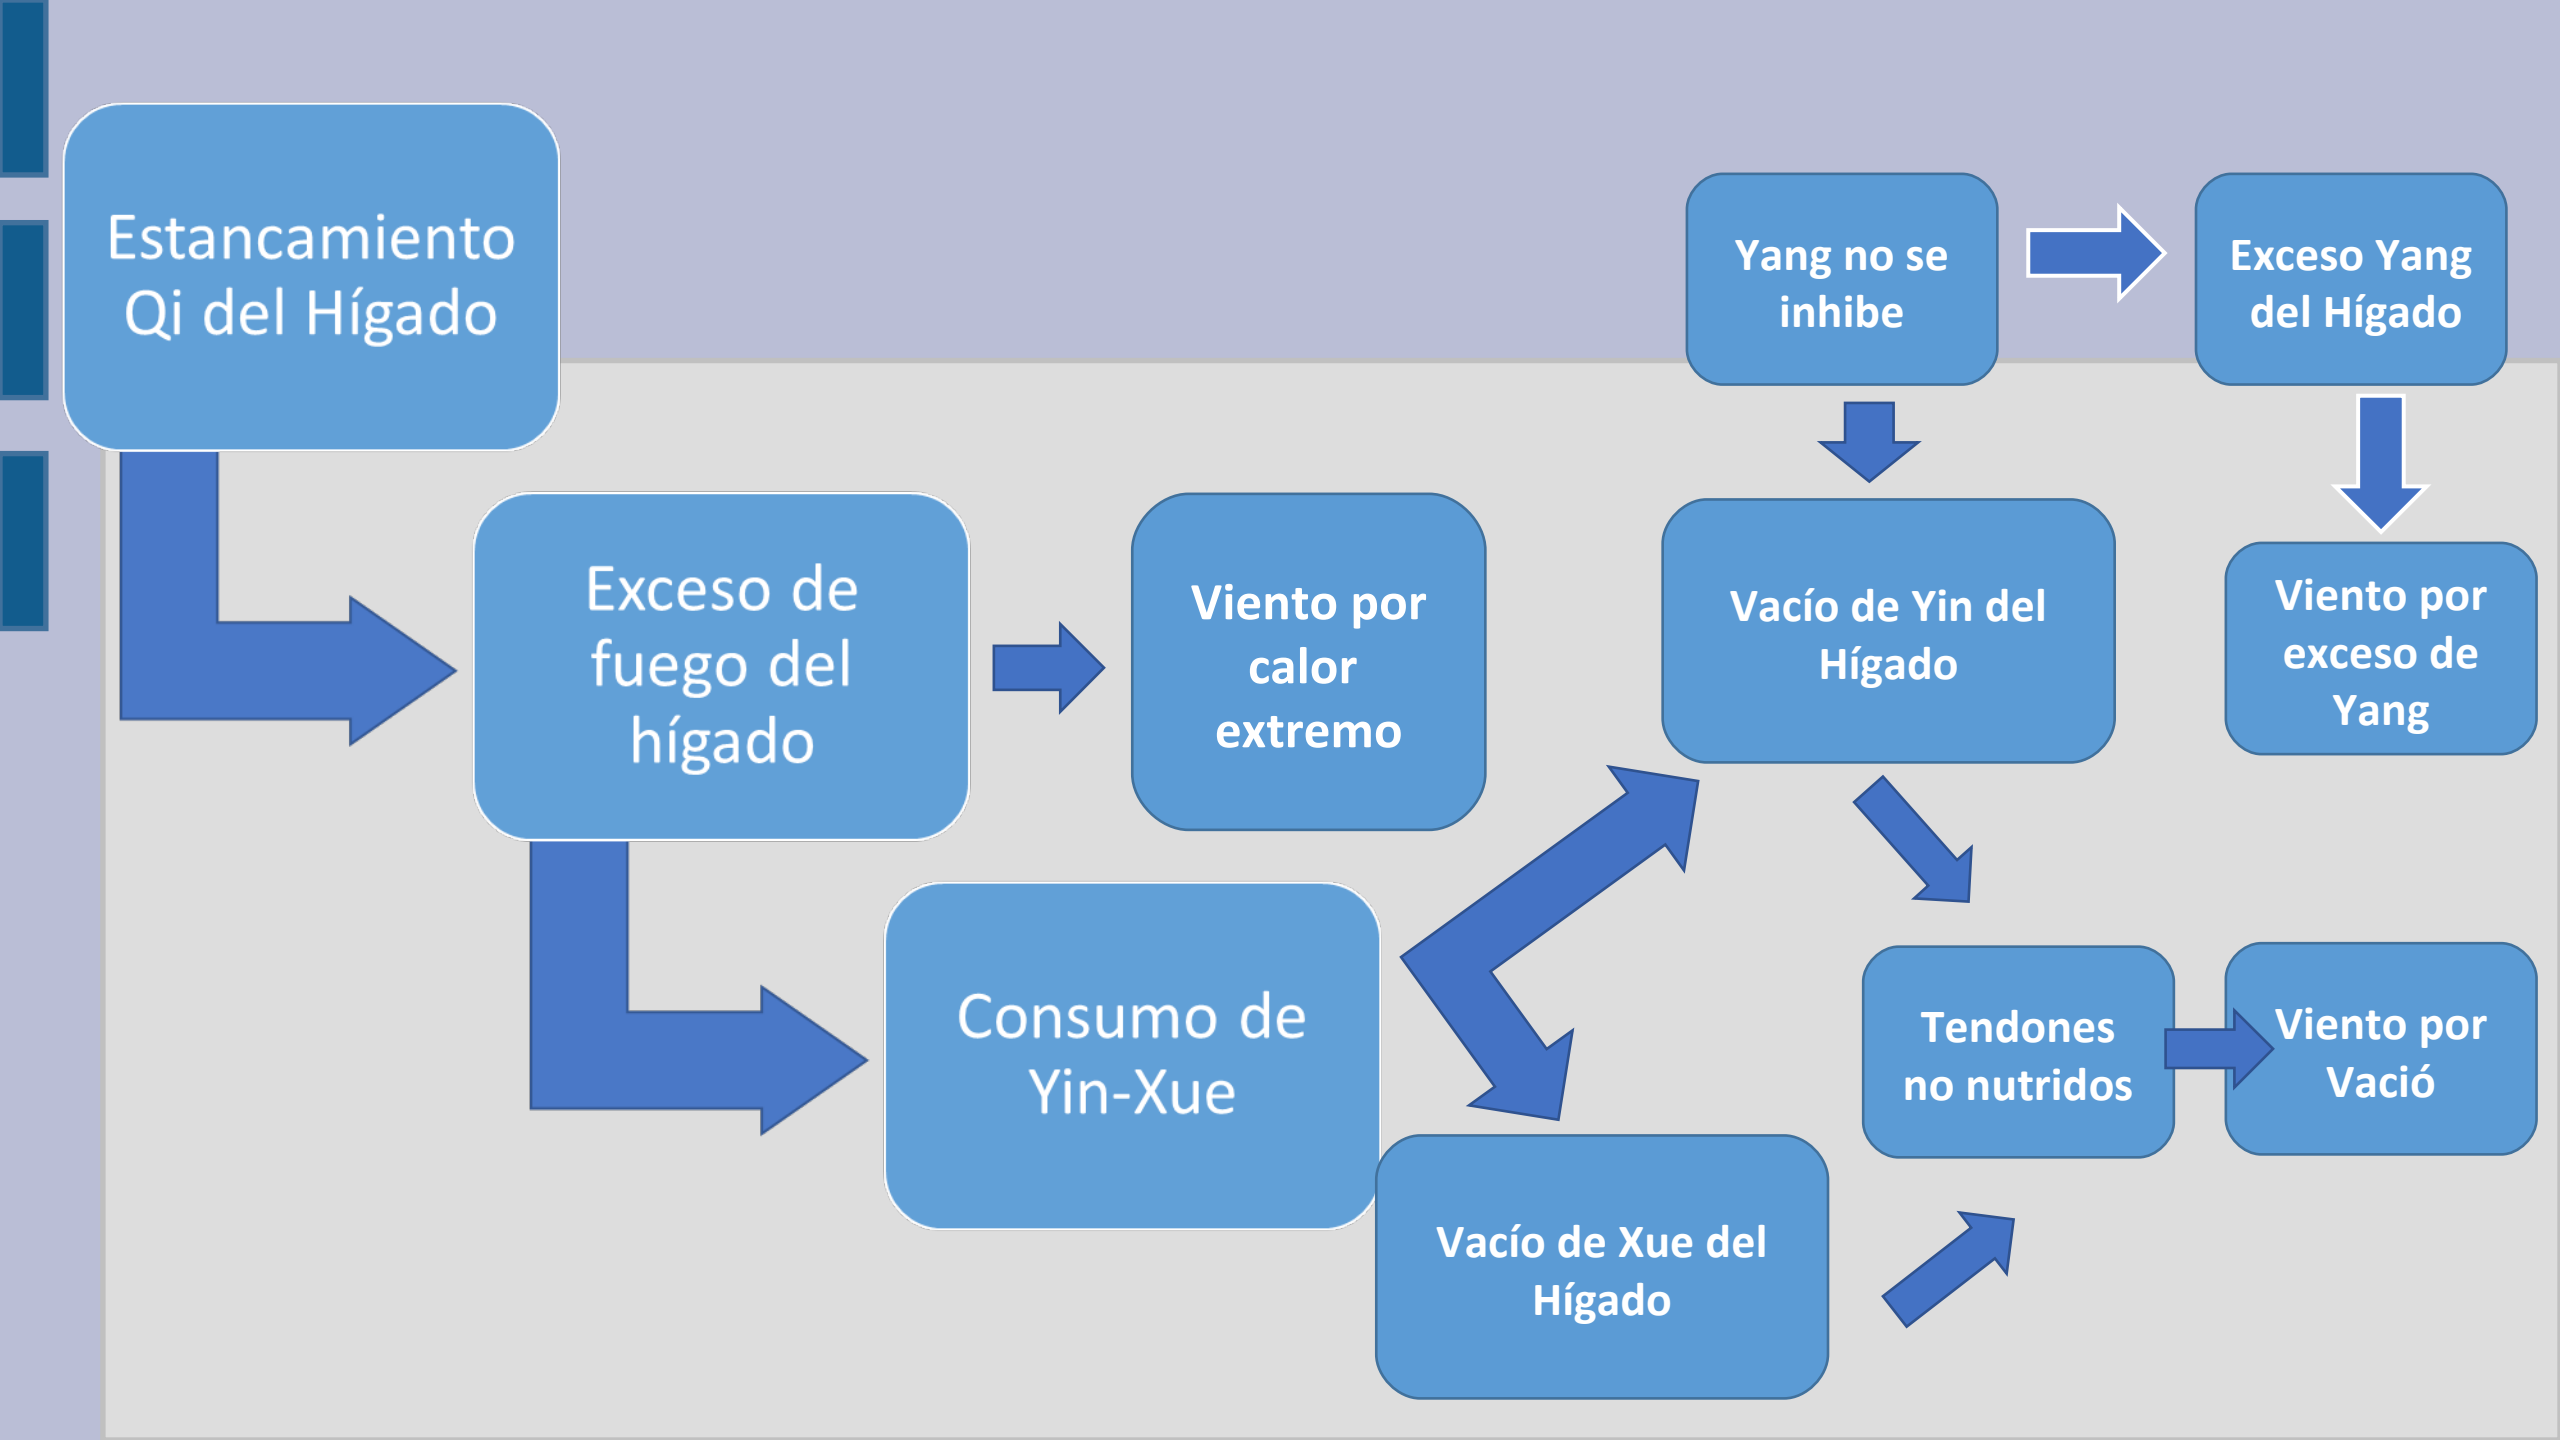 Estancamiento
Qi del Hígado
Yang no se
inhibe
Exceso Yang
del Hígado
Exceso de
fuego del
hígado
Viento por
calor
extremo
Vacío de Yin del
Hígado
Viento por
exceso de
Yang
Consumo de
Yin-Xue
Tendones
no nutridos
Viento por
Vació
Vacío de Xue del
Hígado